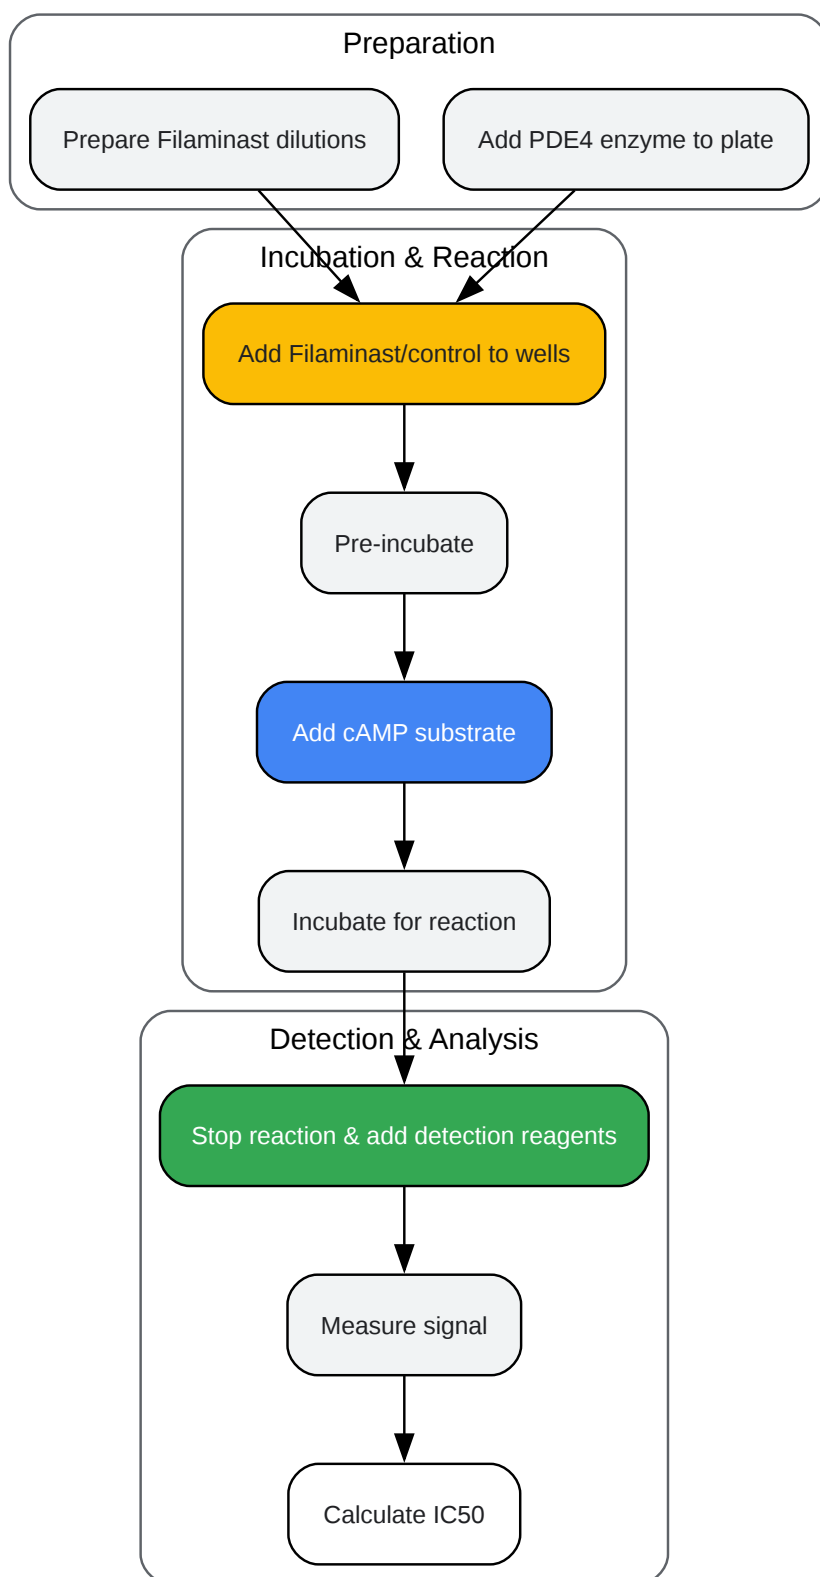 Preparation
Prepare Filaminast dilutions
Add PDE4 enzyme to plate
Incubation & Reaction
Add Filaminast/control to wells
Pre-incubate
Add cAMP substrate
Incubate for reaction
Detection & Analysis
Stop reaction & add detection reagents
Measure signal
Calculate IC50